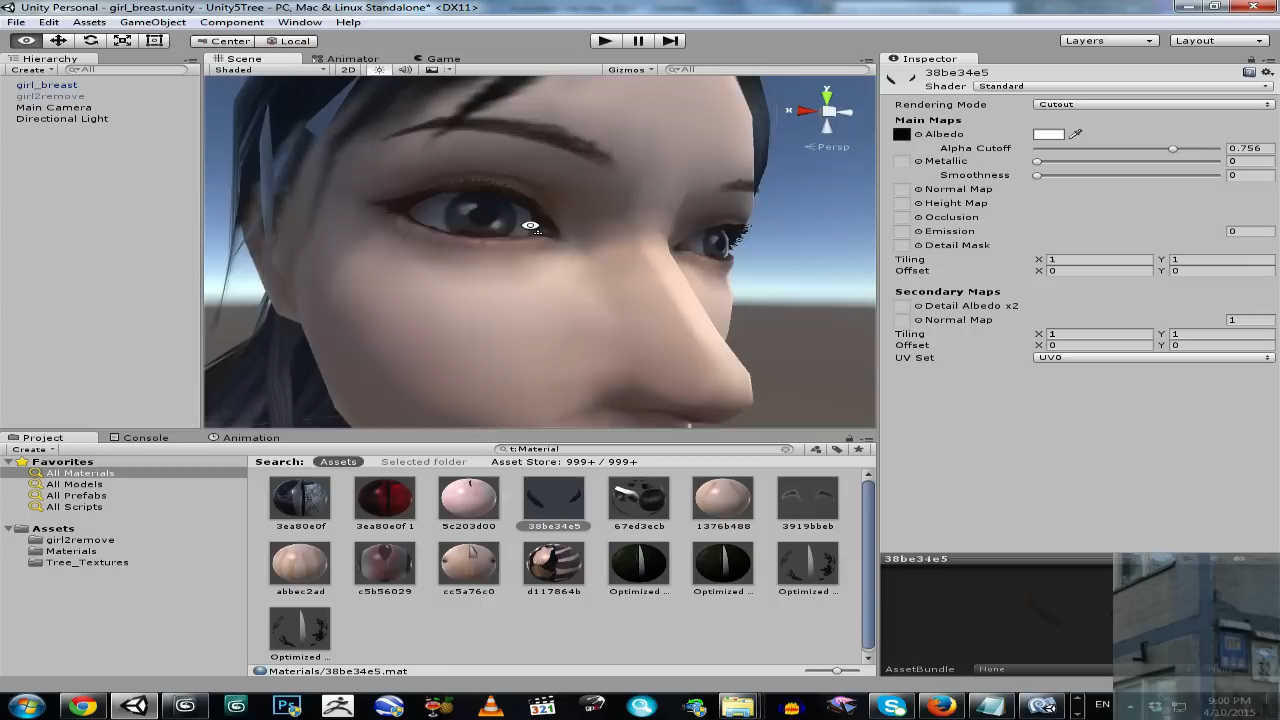 Unity Personal - girl_breast.unity - Unity5Tree - PC, Mac & Linux Standalone* <DX11>
File Edit Assets GameObject Component Window Help
Center Local Layers Layout
Hierarchy
Create All
girl_breast
girl2remove
Main Camera
Directional Light
Scene Animator Game
Shaded 2D Gizmos All
y
x
Persp
Inspector
38be34e5
Shader Standard
Rendering Mode Cutout
Main Maps
Albedo
Alpha Cutoff 0.756
Metallic 0
Smoothness 0
Normal Map
Height Map
Occlusion
Emission 0
Detail Mask
Tiling X 1 Y 1
Offset X 0 Y 0
Secondary Maps
Detail Albedo x2
Normal Map 1
Tiling X 1 Y 1
Offset X 0 Y 0
UV Set UV0
Project Console Animation
Create t:Material
Favorites
All Materials
All Models
All Prefabs
All Scripts
Assets
girl2remove
Materials
Tree_Textures
Search: Assets Selected folder Asset Store: 999+ / 999+
3ea80e0f 3ea80e0f 1 5c203d00 38be34e5 67ed3ecb 1376b488 3919bbeb
abbec2ad c5b56029 cc5a76c0 d117864b Optimized ... Optimized ... Optimized ...
Optimized ...
Materials/38be34e5.mat
38be34e5
AssetBundle None
321
EN
9:00 PM
4/10/2015